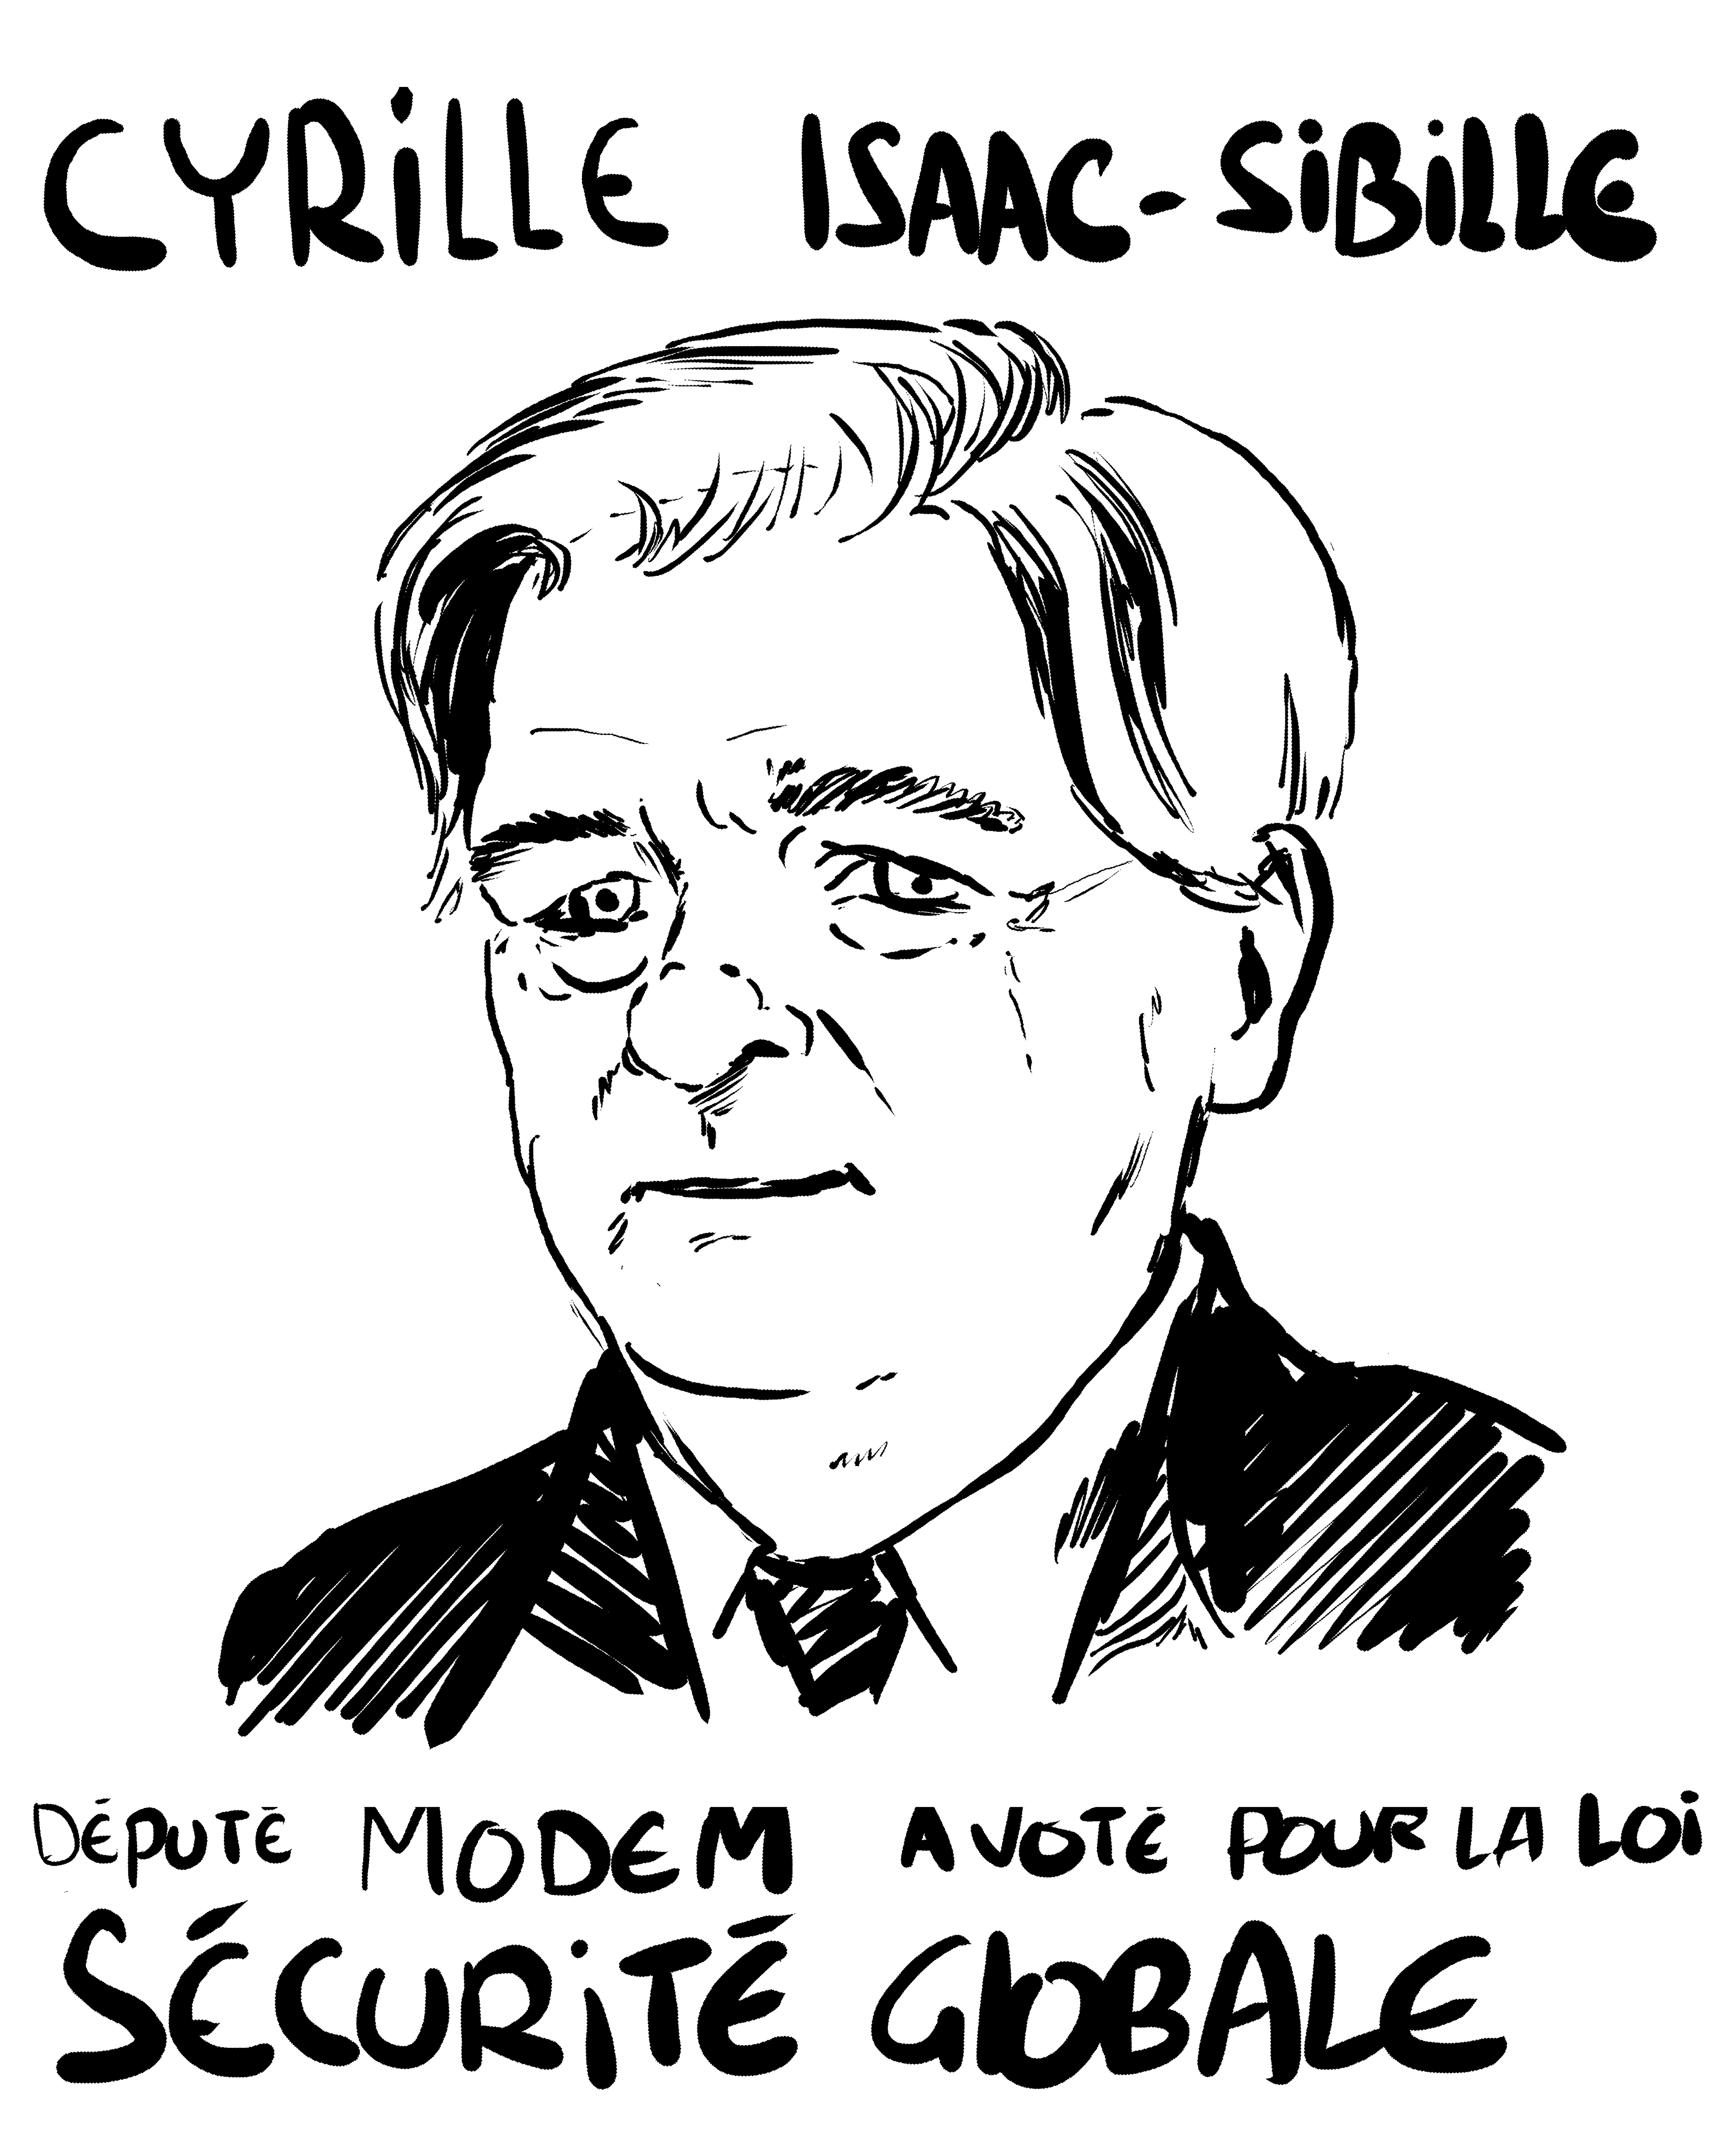 CYRiLLE ISAAC-SiBiLLE
DÉPUTÉ MODEM A VOTÉ POUR LA LOi
SÉCURiTÉ GlOBALE